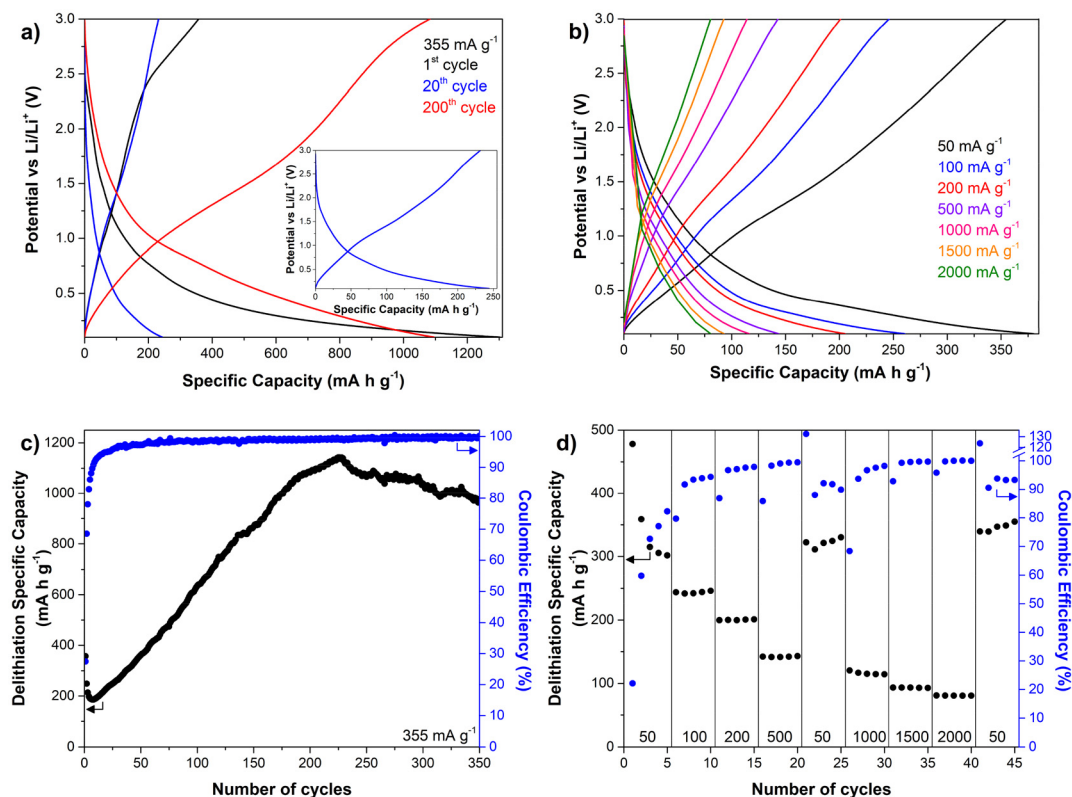 a)
355 mA g⁻¹
1ˢᵗ cycle
20ᵗʰ cycle
200ᵗʰ cycle
Potential vs Li/Li⁺ (V)
3.0
2.5
2.0
1.5
1.0
0.5
0 200 400 600 800 1000 1200
Specific Capacity (mA h g⁻¹)
Potential vs Li/Li⁺ (V)
3.0
2.5
2.0
1.5
1.0
0.5
0 50 100 150 200 250
Specific Capacity (mA h g⁻¹)
b)
50 mA g⁻¹
100 mA g⁻¹
200 mA g⁻¹
500 mA g⁻¹
1000 mA g⁻¹
1500 mA g⁻¹
2000 mA g⁻¹
Potential vs Li/Li⁺ (V)
3.0
2.5
2.0
1.5
1.0
0.5
0 50 100 150 200 250 300 350
Specific Capacity (mA h g⁻¹)
c)
Delithiation Specific Capacity
(mA h g⁻¹)
1200
1000
800
600
400
200
0
100
90
80
70
60
50
40
30
20
10
0
Coulombic Efficiency (%)
355 mA g⁻¹
0 50 100 150 200 250 300 350
Number of cycles
d)
Delithiation Specific Capacity
(mA h g⁻¹)
500
400
300
200
100
0
130
120
100
90
80
70
60
50
40
30
20
10
0
Coulombic Efficiency (%)
50 100 200 500 50 1000 1500 2000 50
0 5 10 15 20 25 30 35 40 45
Number of cycles